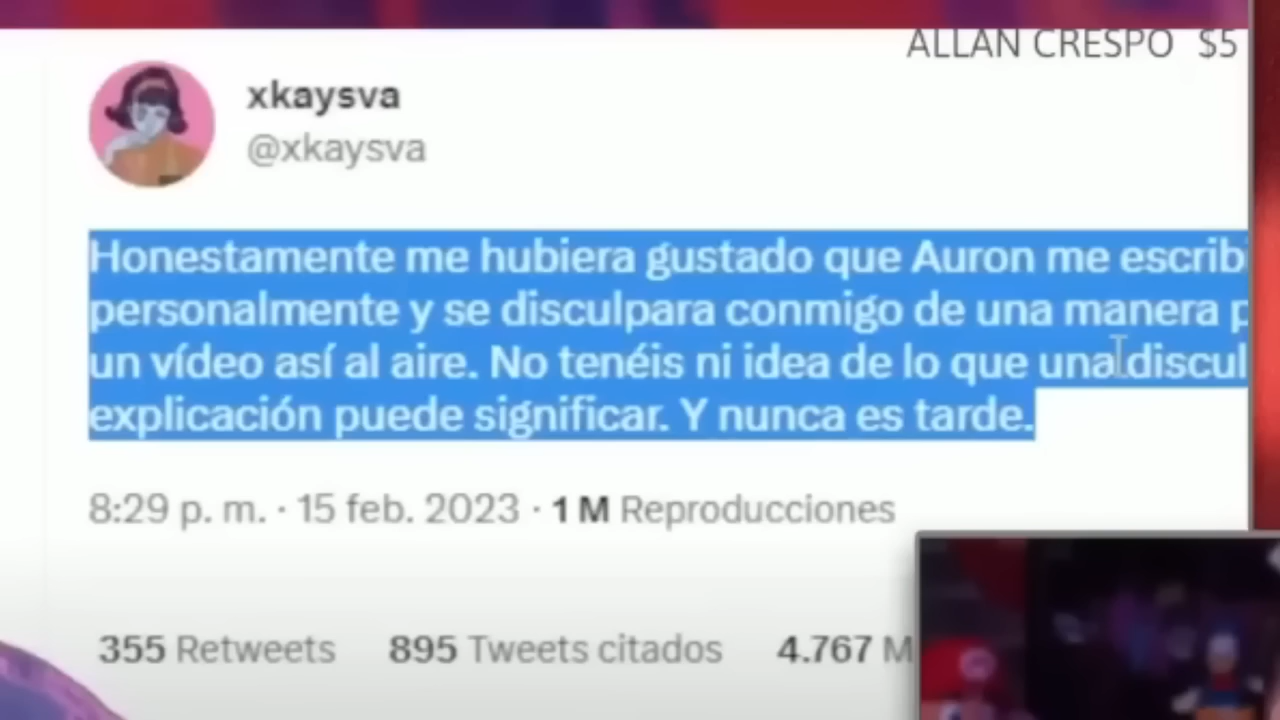 ALLAN CRESPO $5
xkaysva
@xkaysva
Honestamente me hubiera gustado que Auron me escrib
personalmente y se disculpara conmigo de una manera p
un vídeo así al aire. No tenéis ni idea de lo que una discul
explicación puede significar. Y nunca es tarde.
8:29 p. m. · 15 feb. 2023 · 1 M Reproducciones
355 Retweets 895 Tweets citados 4.767 M